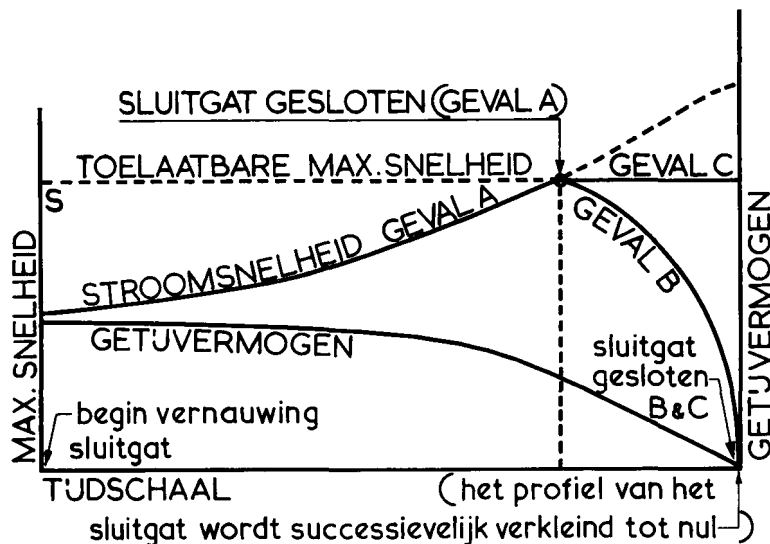 SLUITGAT GESLOTEN (GEVAL A)
TOELAATBARE MAX. SNELHEID
GEVAL C
S
STROOMSNELHEID GEVAL A
GEVAL B
GETIJVERMOGEN
sluitgat
gesloten
B & C
begin vernauwing
sluitgat
MAX. SNELHEID
GETIJVERMOGEN
TIJDSCHAAL
(het profiel van het
sluitgat wordt successievelijk verkleind tot nul)